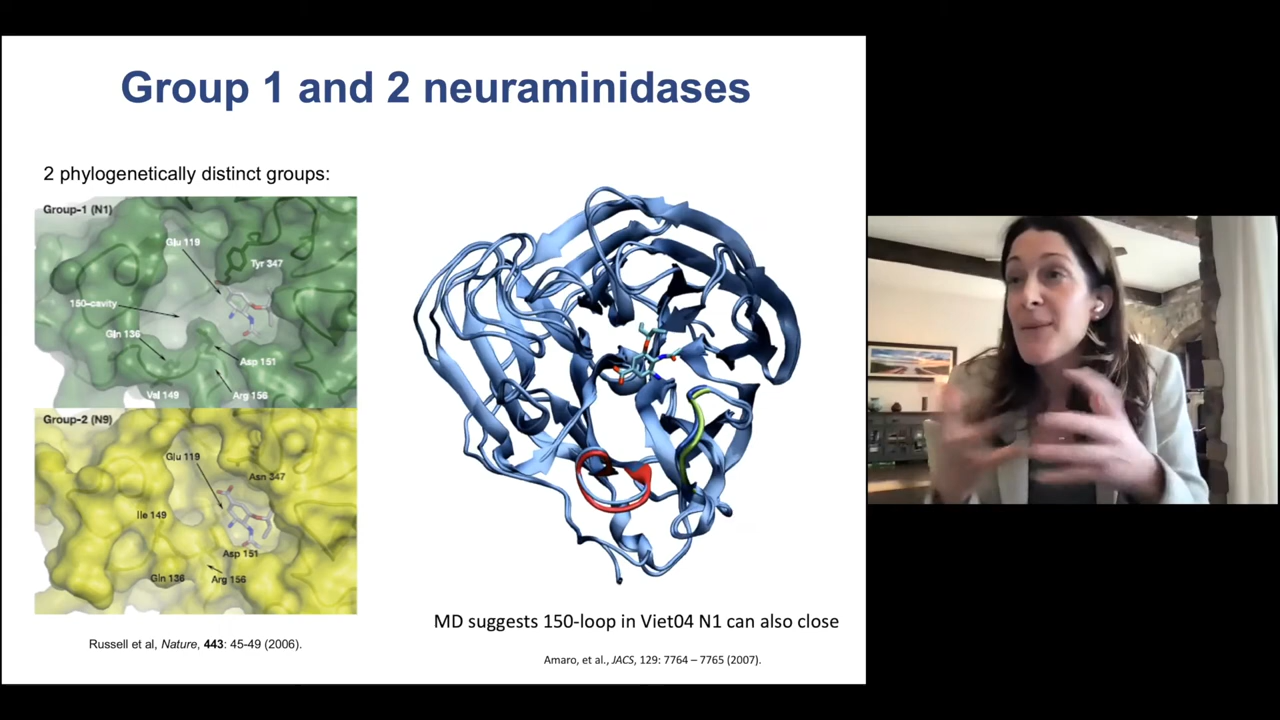 Group 1 and 2 neuraminidases
2 phylogenetically distinct groups:
Group-1 (N1)
Glu 119
Tyr 347
150-cavity
Gln 136
Asp 151
Val 149
Arg 156
Group-2 (N9)
Glu 119
Asn 347
Ile 149
Asp 151
Gln 136
Arg 156
Russell et al, Nature, 443: 45-49 (2006).
MD suggests 150-loop in Viet04 N1 can also close
Amaro, et al., JACS, 129: 7764 – 7765 (2007).